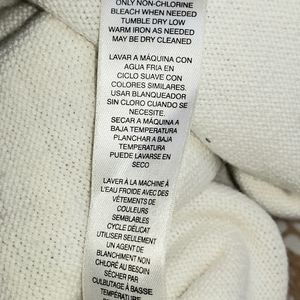 ONLY NON-CHLORINE
BLEACH WHEN NEEDED
TUMBLE DRY LOW
WARM IRON AS NEEDED
MAY BE DRY CLEANED
LAVAR A MÁQUINA CON
AGUA FRIA EN
CICLO SUAVE CON
COLORES SIMILARES.
USAR BLANQUEADOR
SIN CLORO CUANDO SE
NECESITE.
SECAR A MÁQUINA A
BAJA TEMPERATURA
PLANCHAR A BAJA
TEMPERATURA
PUEDE LAVARSE EN
SECO
LAVER À LA MACHINE À
L'EAU FROIDE AVEC DES
VÊTEMENTS DE
COULEURS
SEMBLABLES
CYCLE DÉLICAT
UTILISER SEULEMENT
UN AGENT DE
BLANCHIMENT NON
CHLORÉ AU BESOIN
SÉCHER PAR
CULBUTAGE À BASSE